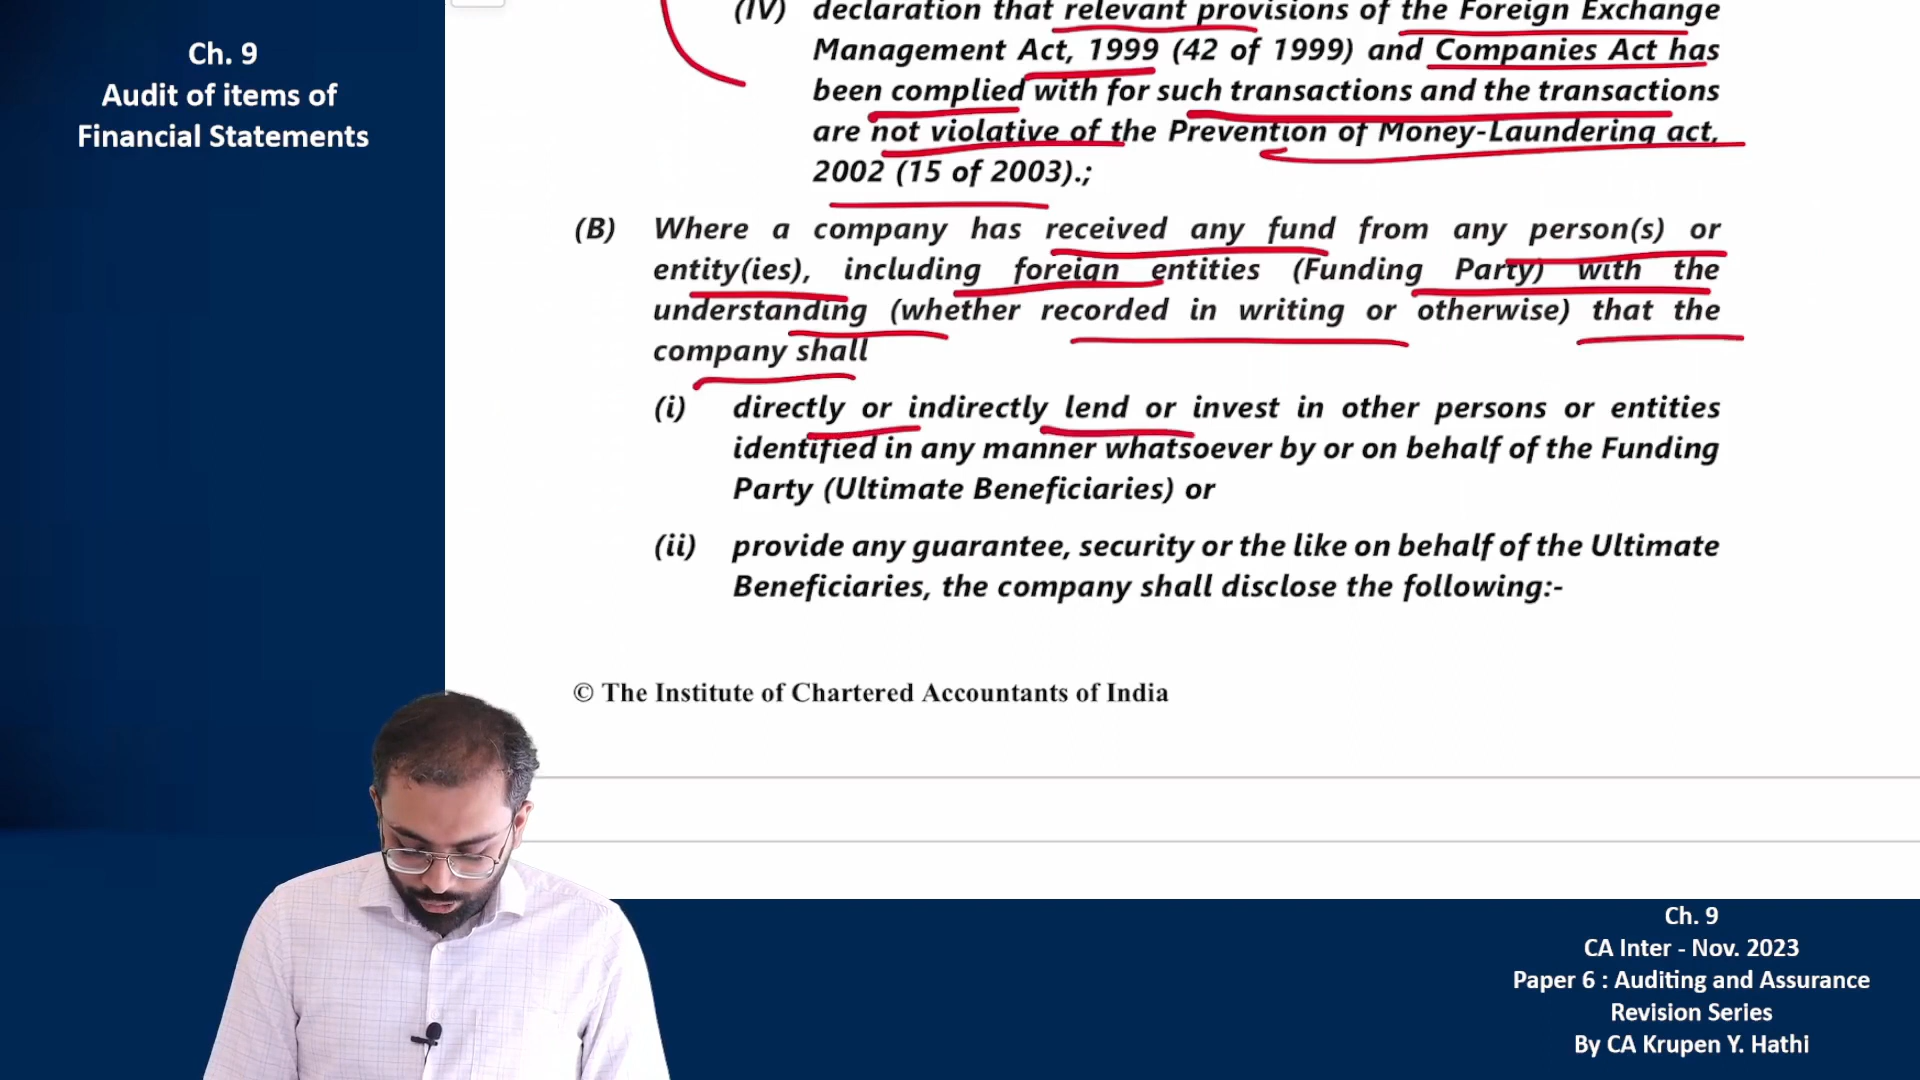 Ch. 9
Audit of items of
Financial Statements
(IV) declaration that relevant provisions of the Foreign Exchange
Management Act, 1999 (42 of 1999) and Companies Act has
been complied with for such transactions and the transactions
are not violative of the Prevention of Money-Laundering act,
2002 (15 of 2003).;
(B) Where a company has received any fund from any person(s) or
entity(ies), including foreign entities (Funding Party) with the
understanding (whether recorded in writing or otherwise) that the
company shall
(i) directly or indirectly lend or invest in other persons or entities
identified in any manner whatsoever by or on behalf of the Funding
Party (Ultimate Beneficiaries) or
(ii) provide any guarantee, security or the like on behalf of the Ultimate
Beneficiaries, the company shall disclose the following:-
© The Institute of Chartered Accountants of India
Ch. 9
CA Inter - Nov. 2023
Paper 6 : Auditing and Assurance
Revision Series
By CA Krupen Y. Hathi